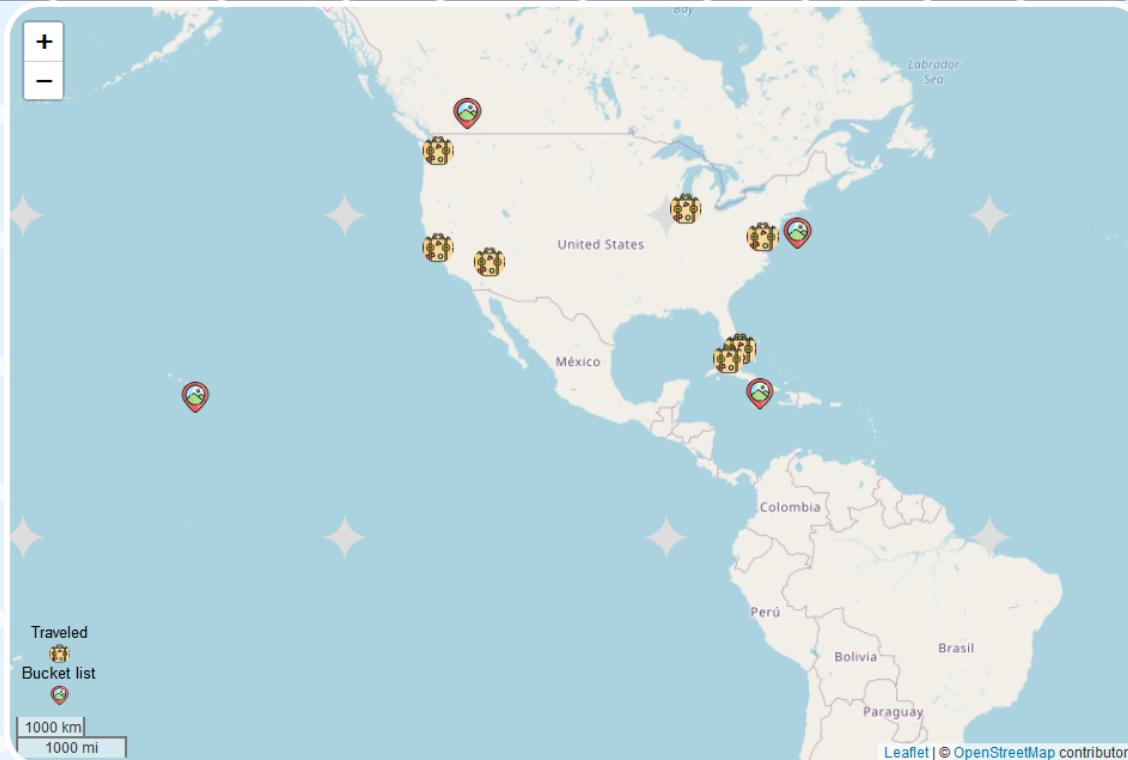 Bay
Labrador
Sea
+
−
United States
México
Colombia
Perú
Brasil
Bolivia
Paraguay
Traveled
Bucket list
1000 km
1000 mi
Leaflet | © OpenStreetMap contributor